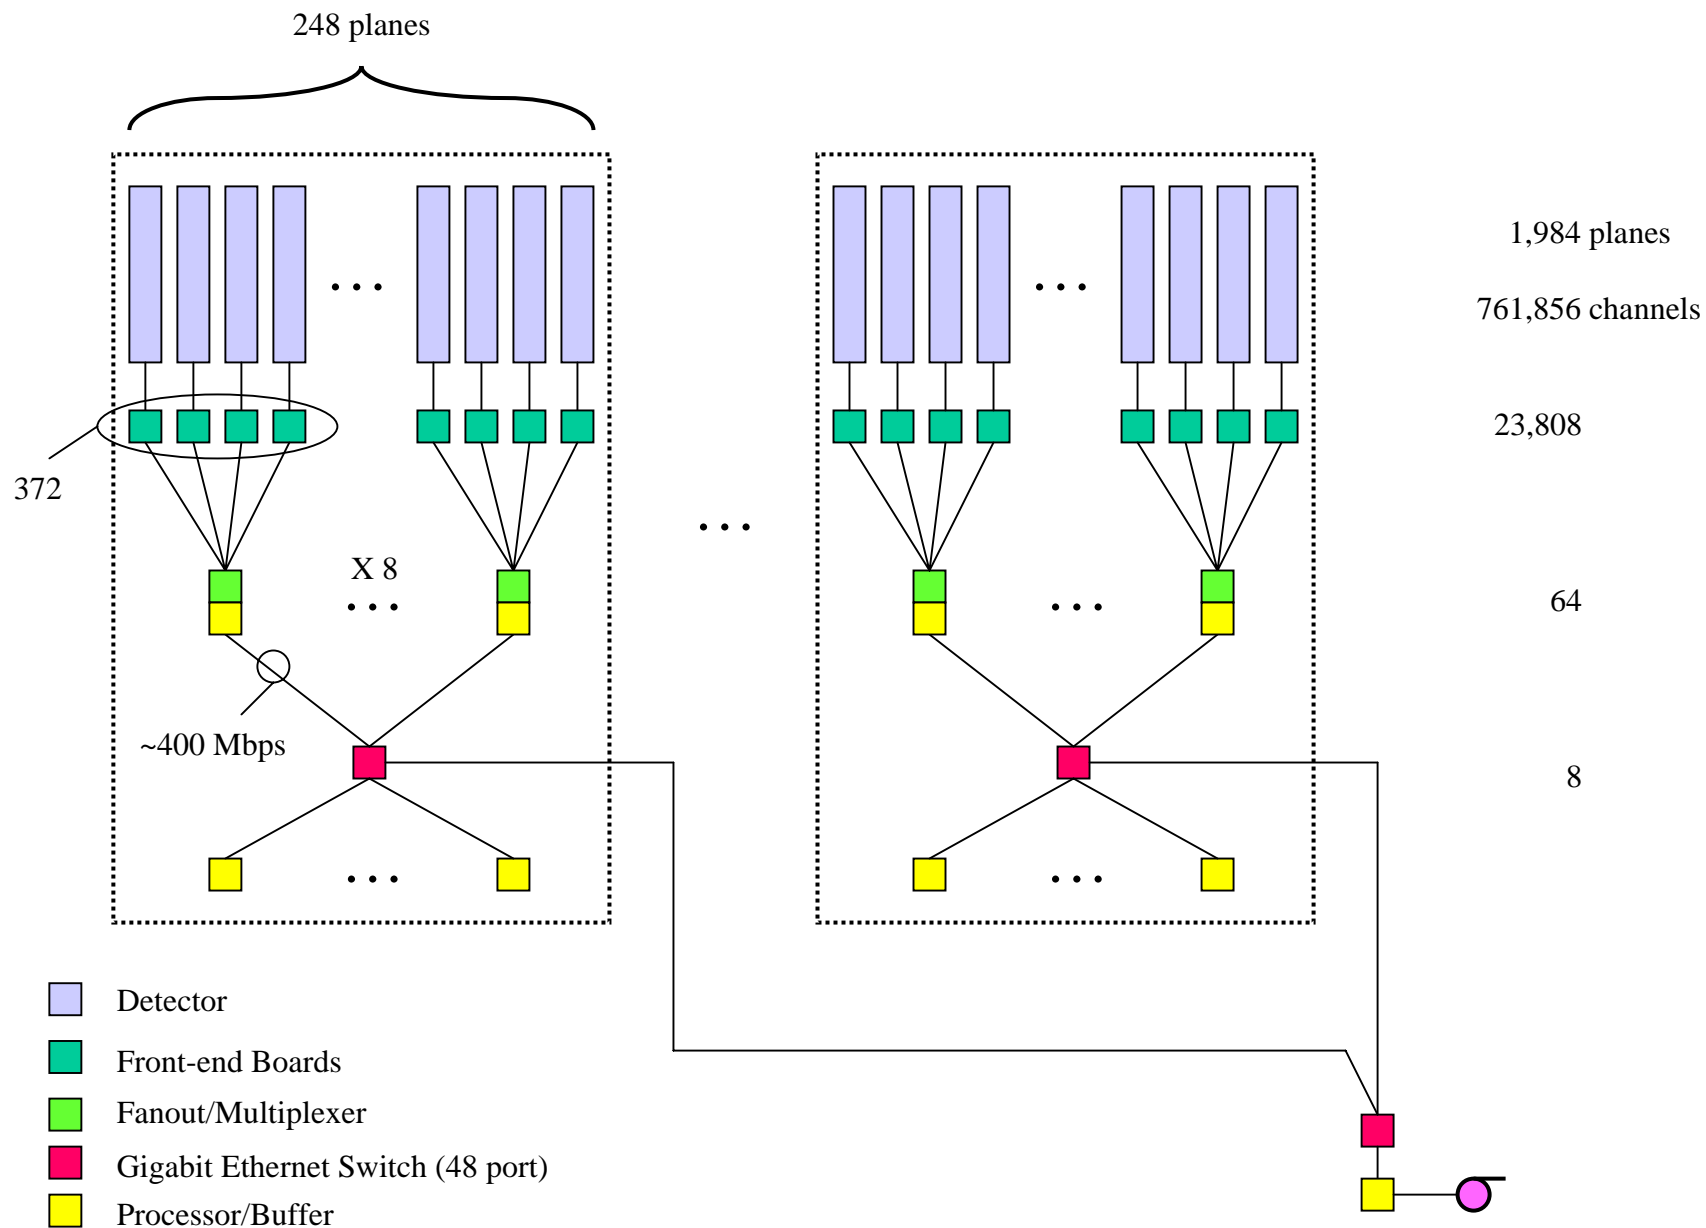 248 planes
1,984 planes
761,856 channels
23,808
372
X 8
64
~400 Mbps
8
Detector
Front-end Boards
Fanout/Multiplexer
Gigabit Ethernet Switch (48 port)
Processor/Buffer